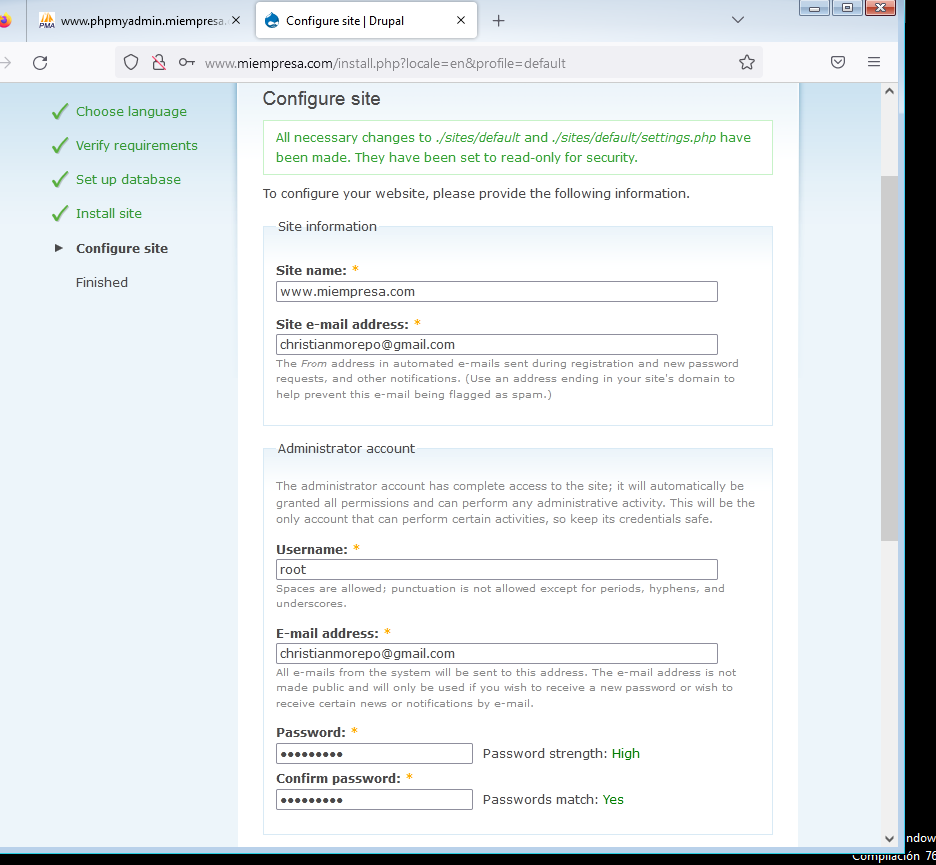 PMA www.phpmyadmin.miempresa.
Configure site | Drupal
www.miempresa.com/install.php?locale=en&profile=default
Choose language
Verify requirements
Set up database
Install site
Configure site
Finished
Configure site
All necessary changes to ./sites/default and ./sites/default/settings.php have
been made. They have been set to read-only for security.
To configure your website, please provide the following information.
Site information
Site name: *
www.miempresa.com
Site e-mail address: *
christianmorepo@gmail.com
The From address in automated e-mails sent during registration and new password
requests, and other notifications. (Use an address ending in your site's domain to
help prevent this e-mail being flagged as spam.)
Administrator account
The administrator account has complete access to the site; it will automatically be
granted all permissions and can perform any administrative activity. This will be the
only account that can perform certain activities, so keep its credentials safe.
Username: *
root
Spaces are allowed; punctuation is not allowed except for periods, hyphens, and
underscores.
E-mail address: *
christianmorepo@gmail.com
All e-mails from the system will be sent to this address. The e-mail address is not
made public and will only be used if you wish to receive a new password or wish to
receive certain news or notifications by e-mail.
Password: *
●●●●●●●●● Password strength: High
Confirm password: *
●●●●●●●●● Passwords match: Yes
ndow
Compilación 76